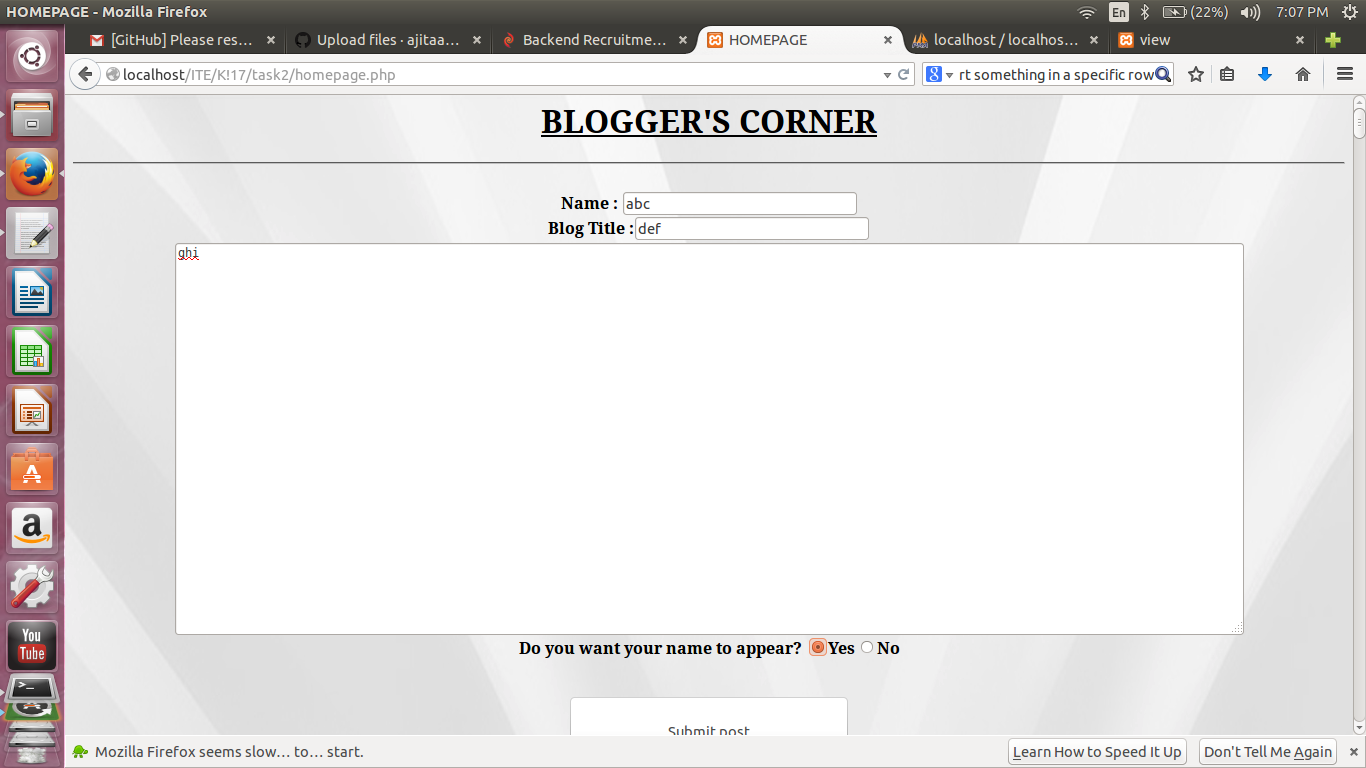 HOMEPAGE - Mozilla Firefox
En
(22%)
7:07 PM
[GitHub] Please res...
Upload files · ajitaa...
Backend Recruitme...
HOMEPAGE
localhost / localhos...
view
localhost/ITE/K!17/task2/homepage.php
rt something in a specific row
BLOGGER'S CORNER
Name : abc
Blog Title : def
ghi
Do you want your name to appear? Yes No
Submit post
You
Tube
Mozilla Firefox seems slow... to... start.
Learn How to Speed It Up
Don't Tell Me Again